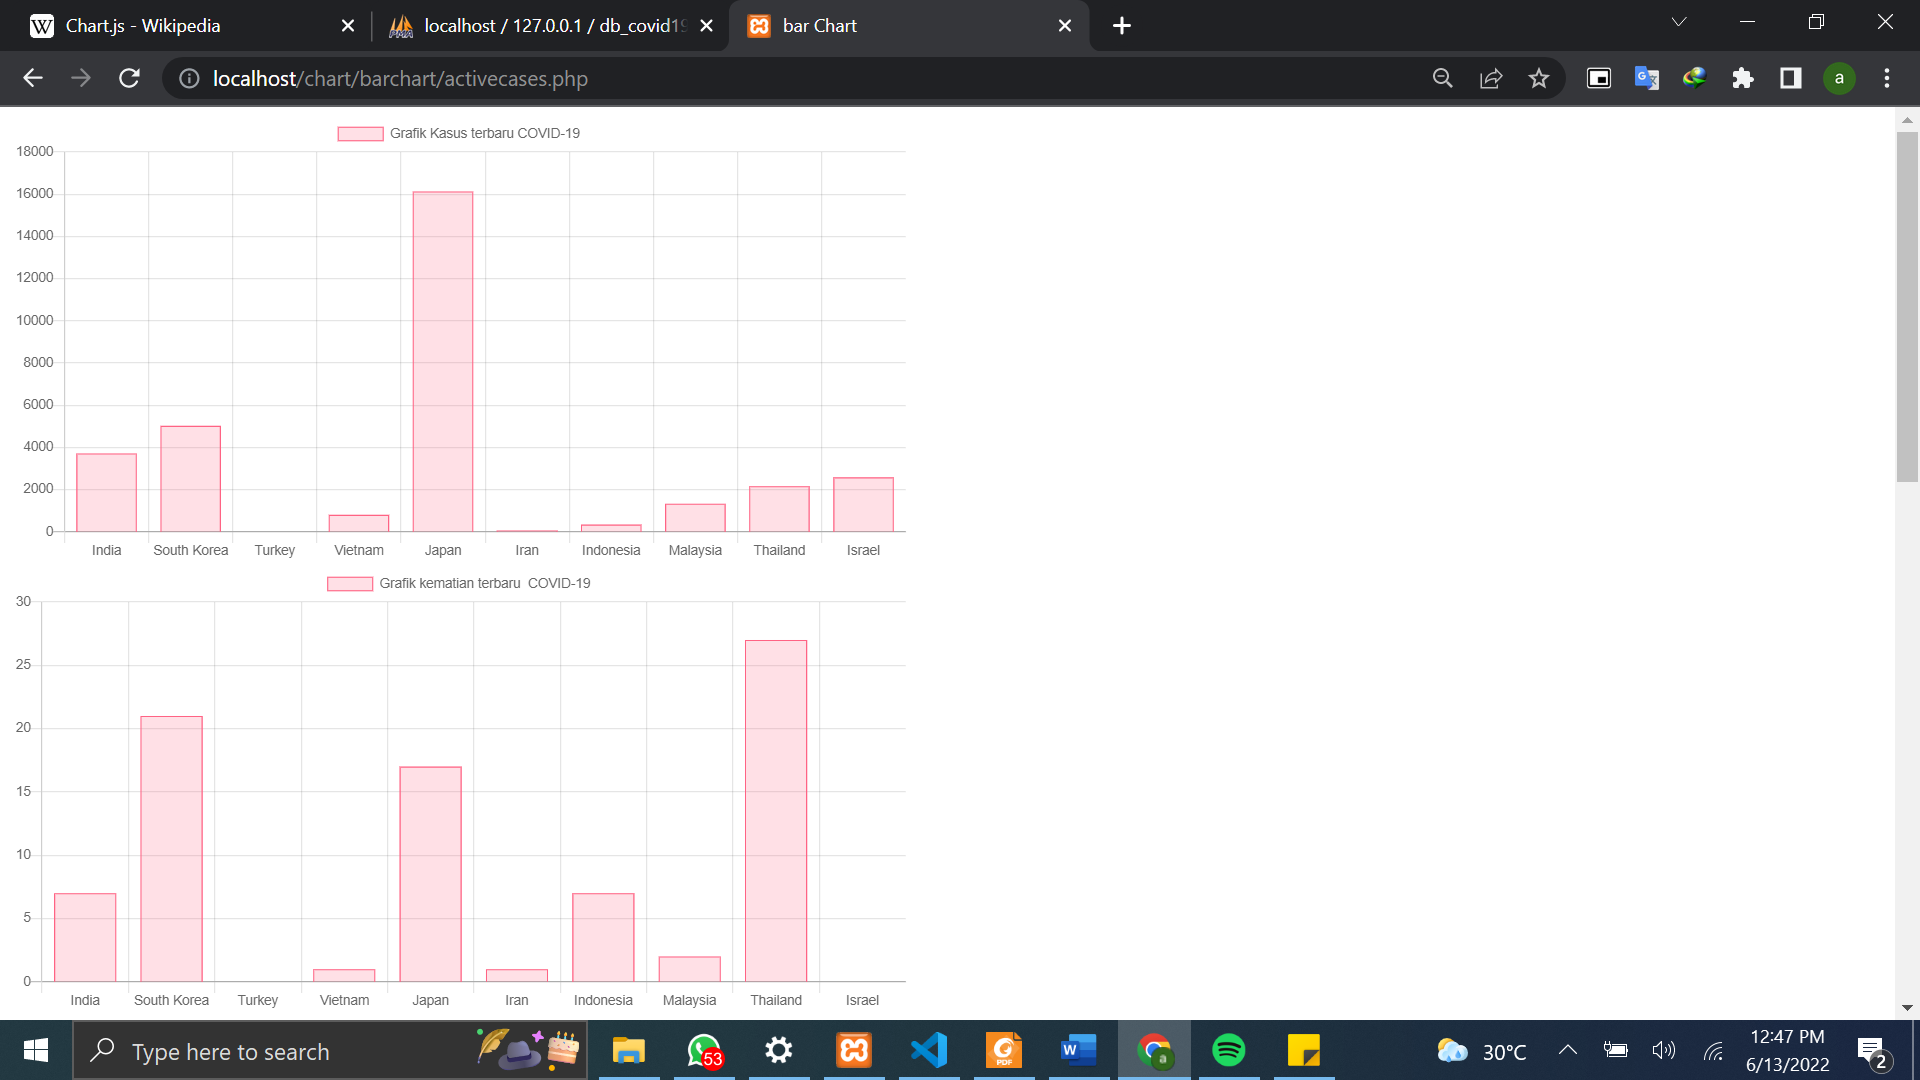 Chart.js - Wikipedia
localhost / 127.0.0.1 / db_covid19
bar Chart
localhost/chart/barchart/activecases.php
a
Grafik Kasus terbaru COVID-19
18000
16000
14000
12000
10000
8000
6000
4000
2000
0
India South Korea Turkey Vietnam Japan Iran Indonesia Malaysia Thailand Israel
Grafik kematian terbaru  COVID-19
30
25
20
15
10
5
0
India South Korea Turkey Vietnam Japan Iran Indonesia Malaysia Thailand Israel
Type here to search
53
30°C
12:47 PM
6/13/2022
2